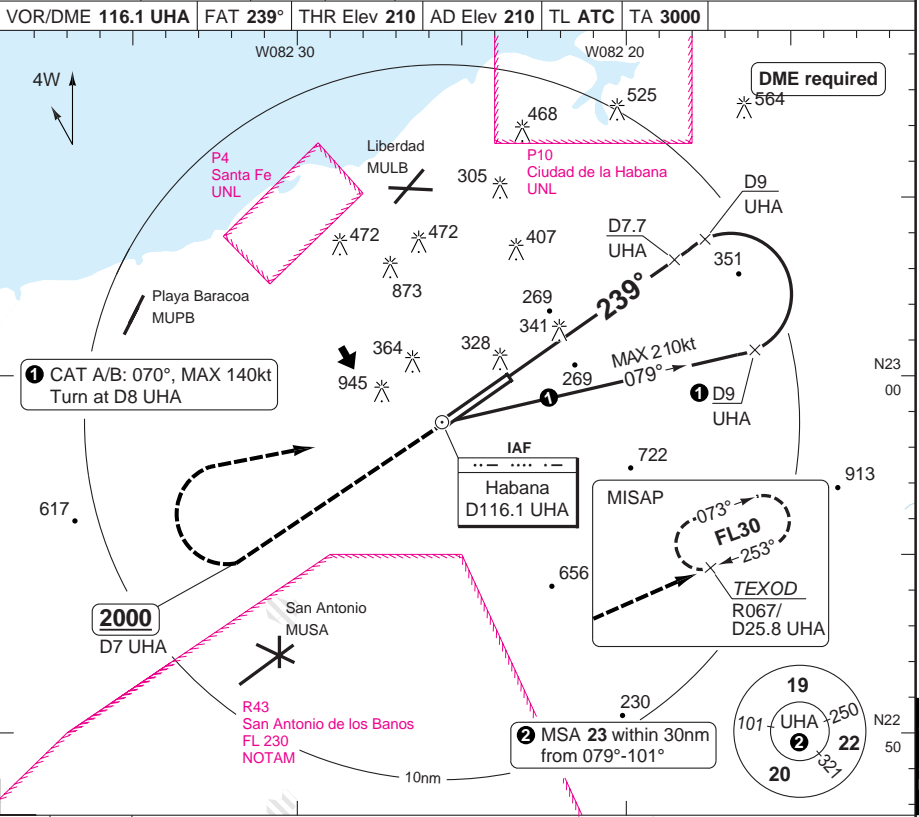 VOR/DME 116.1 UHA FAT 239° THR Elev 210 AD Elev 210 TL ATC TA 3000
W082 30
W082 20
4W
DME required
525
564
468
Liberdad
MULB
P4
Santa Fe
UNL
P10
Ciudad de la Habana
UNL
305
D9
UHA
D7.7
UHA
472
472
407
351
873
239°
Playa Baracoa
MUPB
269
341
328
364
MAX 210kt
079°
269
N23
00
945
1 CAT A/B: 070°, MAX 140kt
Turn at D8 UHA
1
1 D9
UHA
IAF
Habana
D116.1 UHA
722
913
617
MISAP
073°
FL30
253°
TEXOD
R067/
D25.8 UHA
656
2000
D7 UHA
San Antonio
MUSA
R43
San Antonio de los Banos
FL 230
NOTAM
230
2 MSA 23 within 30nm
from 079°-101°
19
101
UHA
250
2
22
321
20
N22
50
10nm